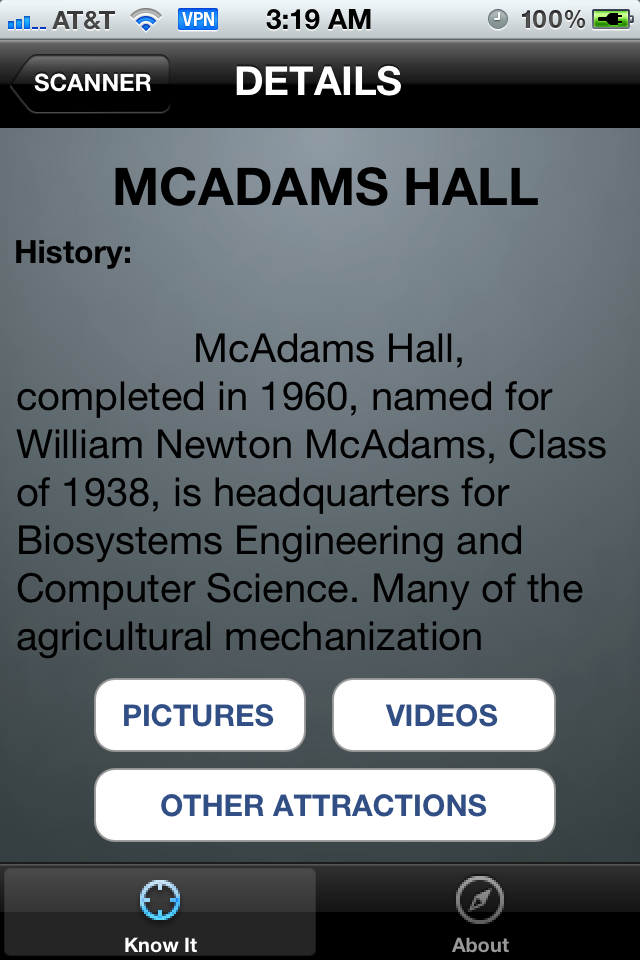 AT&T VPN 3:19 AM 100%
SCANNER DETAILS
MCADAMS HALL
History:
McAdams Hall,
completed in 1960, named for
William Newton McAdams, Class
of 1938, is headquarters for
Biosystems Engineering and
Computer Science. Many of the
agricultural mechanization
PICTURES VIDEOS
OTHER ATTRACTIONS
Know It About